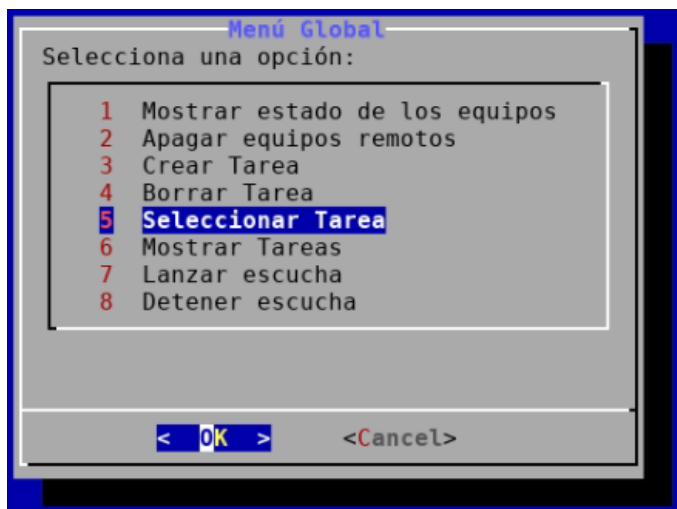 Menú Global
Selecciona una opción:
1 Mostrar estado de los equipos
2 Apagar equipos remotos
3 Crear Tarea
4 Borrar Tarea
5 Seleccionar Tarea
6 Mostrar Tareas
7 Lanzar escucha
8 Detener escucha
< OK > <Cancel>